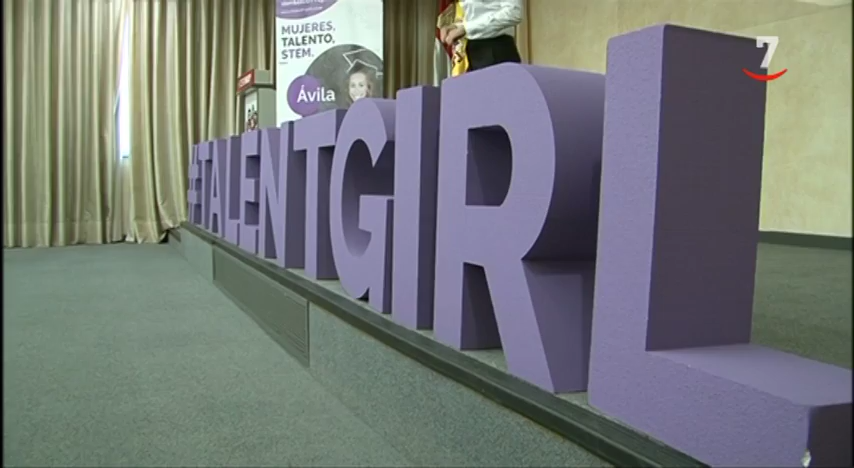 MUJERES,
TALENTO,
STEM.
Ávila
7
#TALENTGIRL